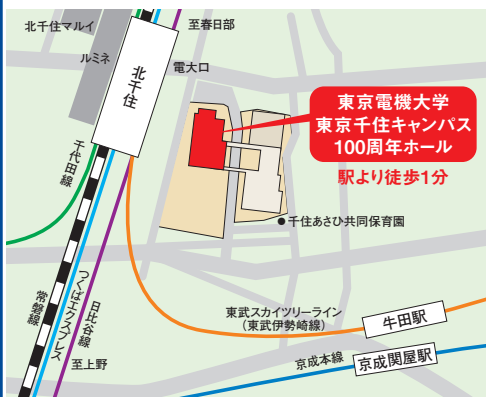 北千住マルイ
至春日部
ルミネ
北千住
電大口
東京電機大学
東京千住キャンパス
100周年ホール
駅より徒歩1分
千代田線
千住あさひ共同保育園
常磐線
つくばエクスプレス
日比谷線
至上野
東武スカイツリーライン
（東武伊勢崎線）
牛田駅
京成本線
京成関屋駅